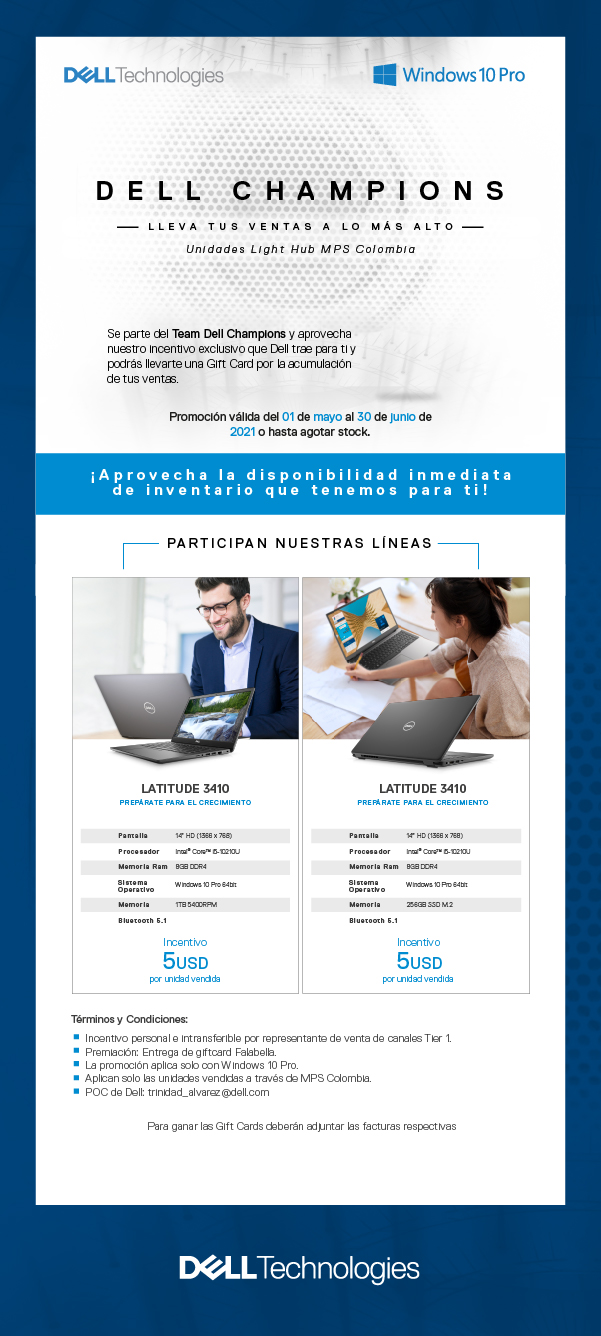 DELL Technologies
Windows 10 Pro
DELL CHAMPIONS
LLEVA TUS VENTAS A LO MÁS ALTO
Unidades Light Hub MPS Colombia
Se parte del Team Dell Champions y aprovecha
nuestro incentivo exclusivo que Dell trae para ti y
podrás llevarte una Gift Card por la acumulación
de tus ventas.
Promoción válida del 01 de mayo al 30 de junio de
2021 o hasta agotar stock.
¡Aprovecha la disponibilidad inmediata
de inventario que tenemos para ti!
PARTICIPAN NUESTRAS LÍNEAS
LATITUDE 3410
PREPÁRATE PARA EL CRECIMIENTO
Pantalla 14" HD (1366 x 768)
Procesador Intel® Core™ i5-10210U
Memoria Ram 8GB DDR4
Sistema
Operativo Windows 10 Pro 64bit
Memoria 1TB 5400RPM
Bluetooth 5.1
Incentivo
5USD
por unidad vendida
LATITUDE 3410
PREPÁRATE PARA EL CRECIMIENTO
Pantalla 14" HD (1366 x 768)
Procesador Intel® Core™ i5-10210U
Memoria Ram 8GB DDR4
Sistema
Operativo Windows 10 Pro 64bit
Memoria 256GB SSD M.2
Bluetooth 5.1
Incentivo
5USD
por unidad vendida
Términos y Condiciones:
Incentivo personal e intransferible por representante de venta de canales Tier 1.
Premiación: Entrega de giftcard Falabella.
La promoción aplica solo con Windows 10 Pro.
Aplican solo las unidades vendidas a través de MPS Colombia.
POC de Dell: trinidad_alvarez@dell.com
Para ganar las Gift Cards deberán adjuntar las facturas respectivas
DELL Technologies